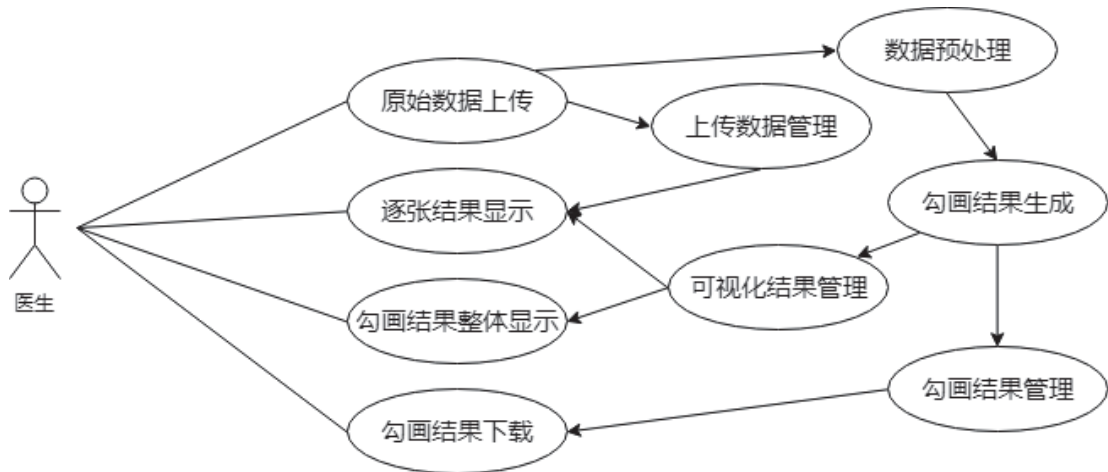 数据预处理
原始数据上传
上传数据管理
逐张结果显示
勾画结果生成
可视化结果管理
医生
勾画结果整体显示
勾画结果管理
勾画结果下载